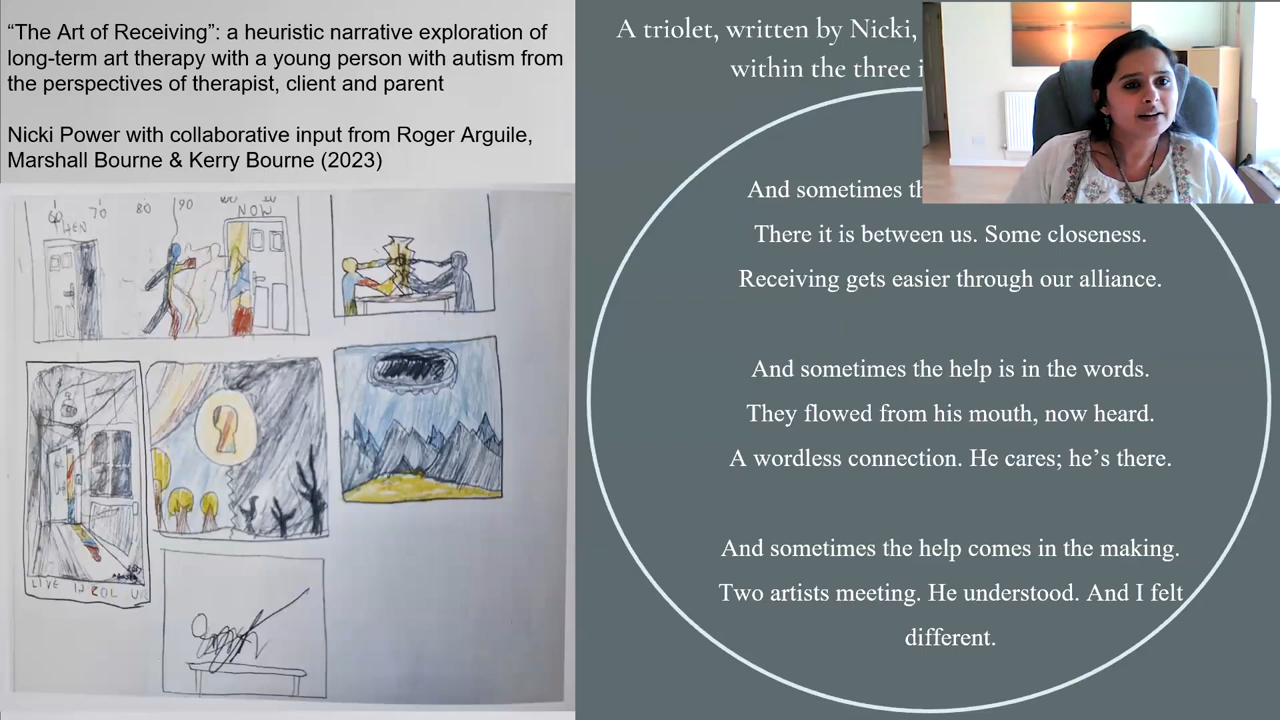 “The Art of Receiving”: a heuristic narrative exploration of
long-term art therapy with a young person with autism from
the perspectives of therapist, client and parent
Nicki Power with collaborative input from Roger Arguile,
Marshall Bourne & Kerry Bourne (2023)
70 80 90
THEN
NOW
LIVE IN COLOUR
A triolet, written by Nicki,
within the three
And sometimes
There it is between us. Some closeness.
Receiving gets easier through our alliance.
And sometimes the help is in the words.
They flowed from his mouth, now heard.
A wordless connection. He cares; he’s there.
And sometimes the help comes in the making.
Two artists meeting. He understood. And I felt
different.